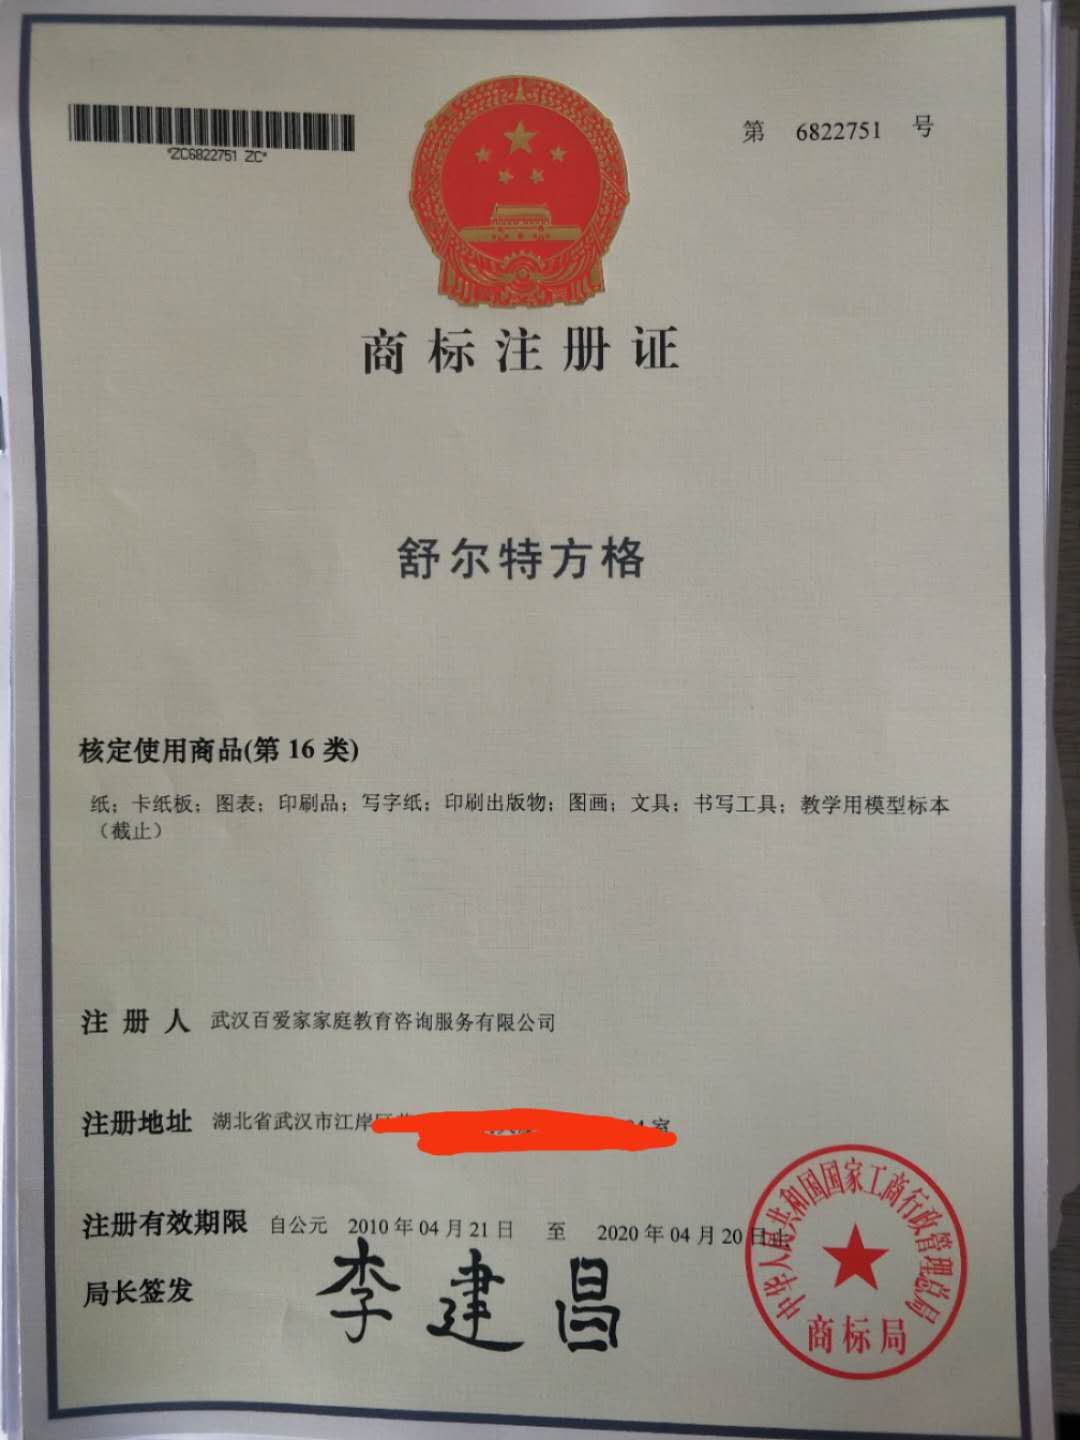 *ZC6822751 ZC*
第 6822751 号
商标注册证
舒尔特方格
核定使用商品(第 16 类)
纸；卡纸板；图表；印刷品；写字纸；印刷出版物；图画；文具；书写工具；教学用模型标本
（截止）
注 册 人 武汉百爱家家庭教育咨询服务有限公司
注册地址 湖北省武汉市江岸 室
注册有效期限 自公元 2010 年 04 月 21 日 至 2020 年 04 月 20 日止
局长签发 李建昌
中华人民共和国国家工商行政管理总局
商标局